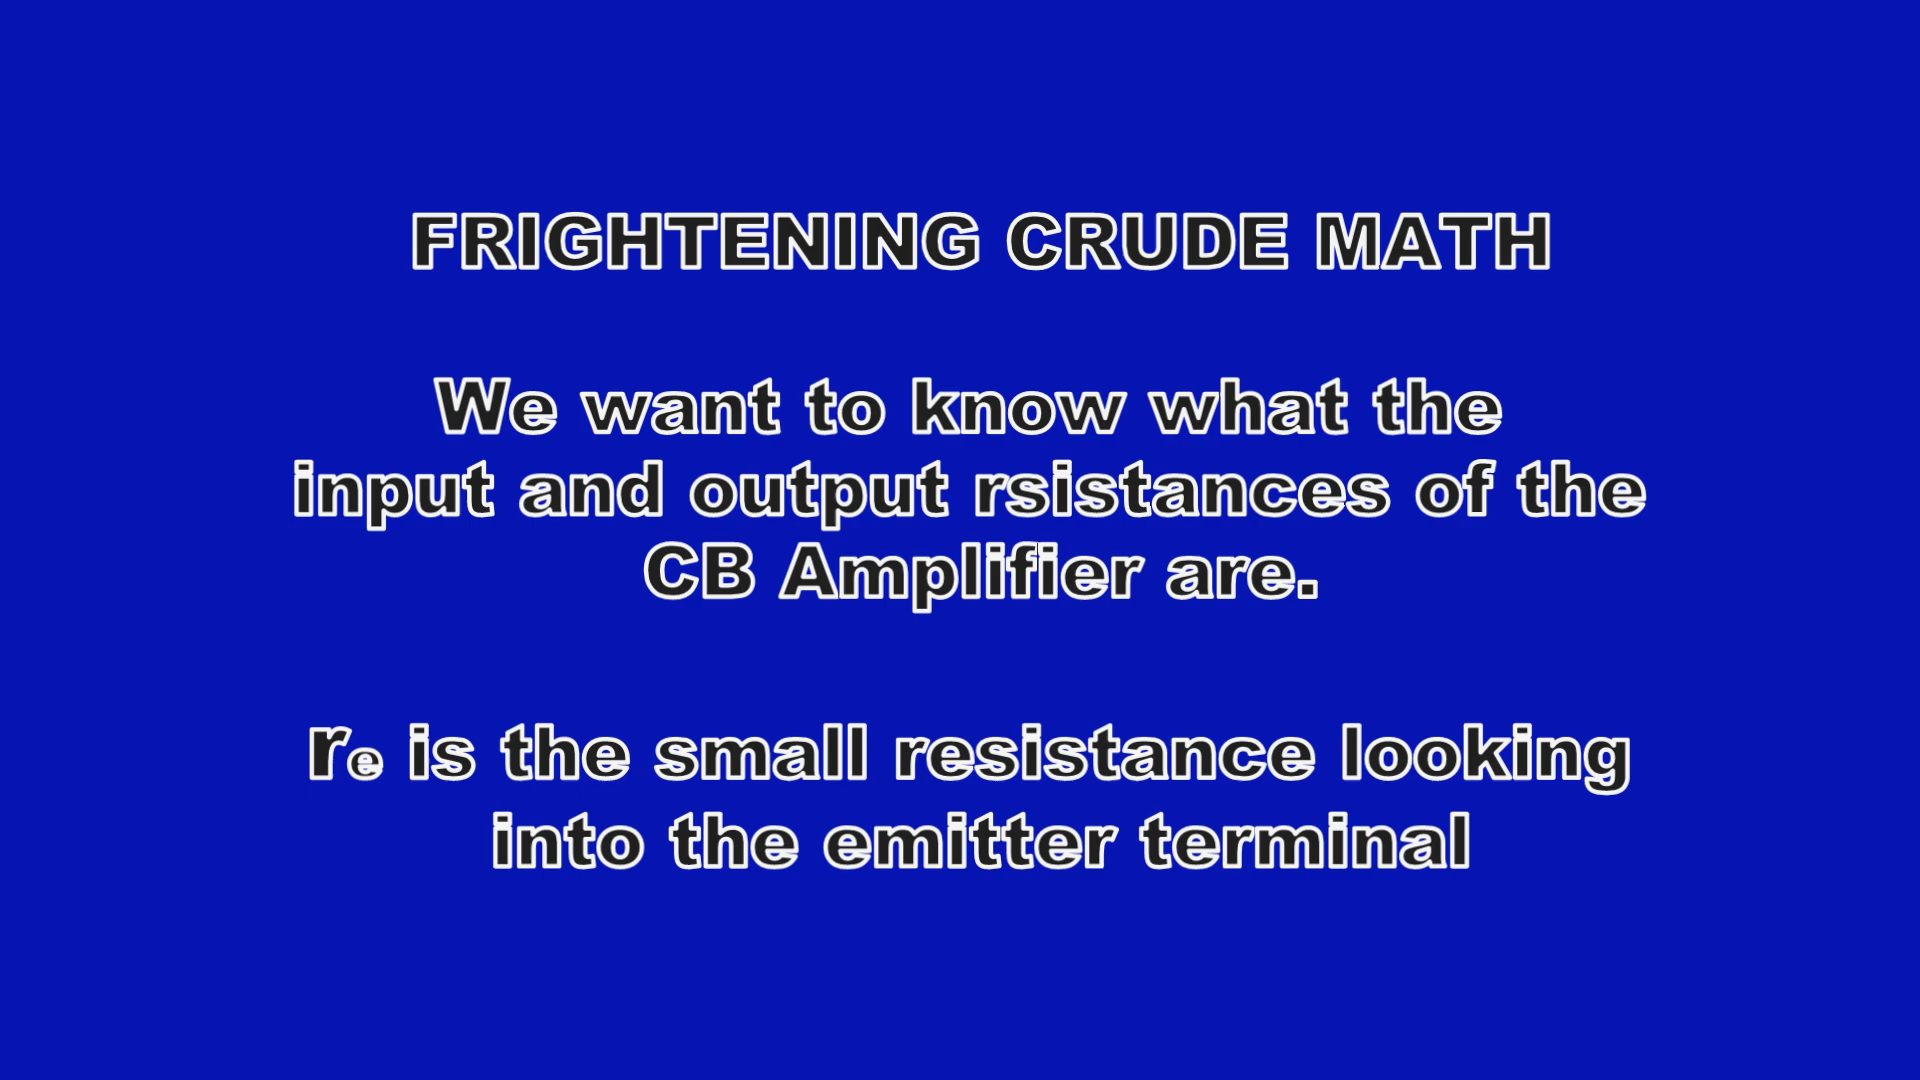 FRIGHTENING CRUDE MATH
We want to know what the
input and output rsistances of the
CB Amplifier are.
re is the small resistance looking
into the emitter terminal